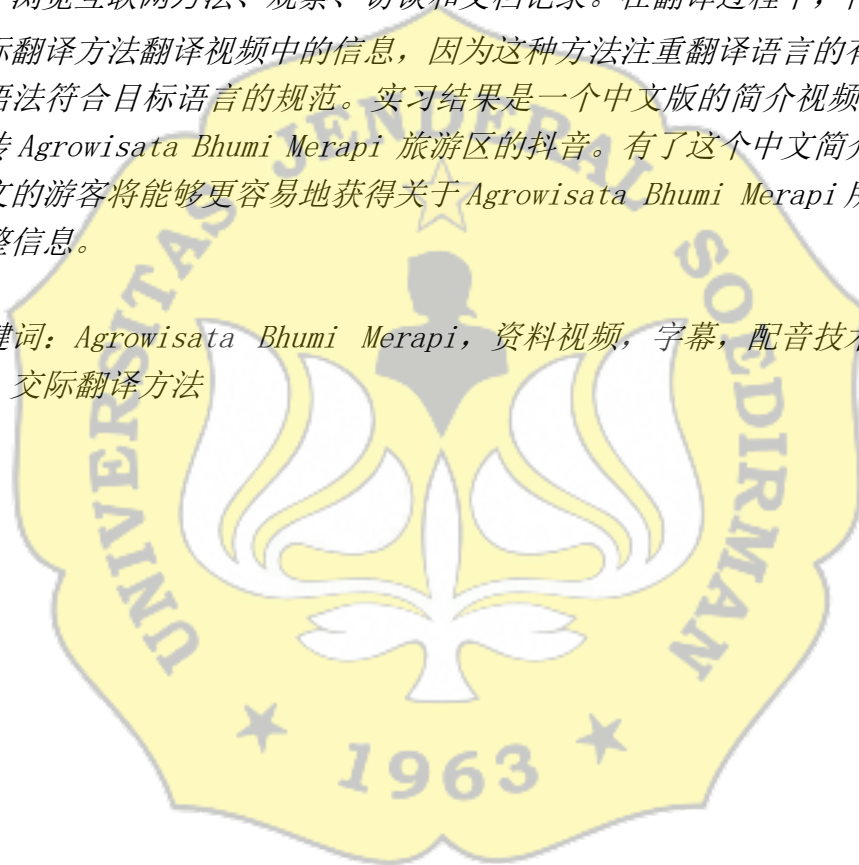 浏览互联网方法、观察、访谈和文档记录。在翻译过程中，
际翻译方法翻译视频中的信息，因为这种方法注重翻译语言的
语法符合目标语言的规范。实习结果是一个中文版的简介视频
传 Agrowisata Bhumi Merapi 旅游区的抖音。有了这个中文简
文的游客将能够更容易地获得关于 Agrowisata Bhumi Merapi 所
整信息。
键词：Agrowisata Bhumi Merapi，资料视频，字幕，配音技
交际翻译方法
UNIVERSITAS JENDERAL SOEDIRMAN
1963